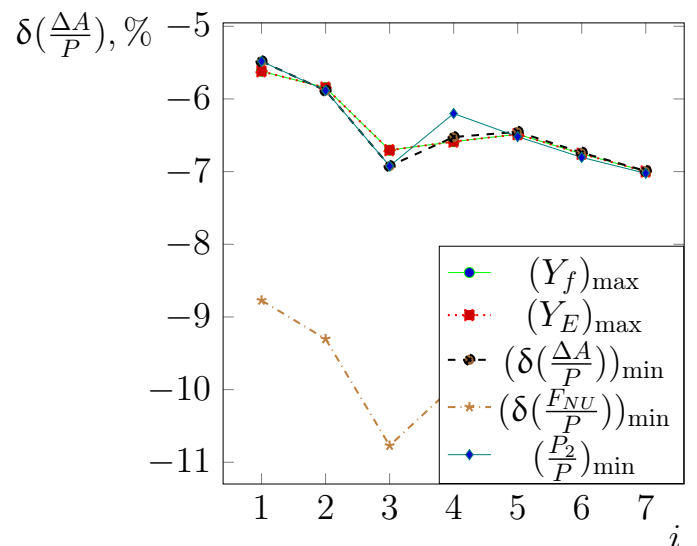 δ(ΔA/P), %
−5
−6
−7
−8
−9
−10
−11
(Y_f)_max
(Y_E)_max
(δ(ΔA/P))_min
(δ(F_NU/P))_min
(P_2/P)_min
1 2 3 4 5 6 7
i